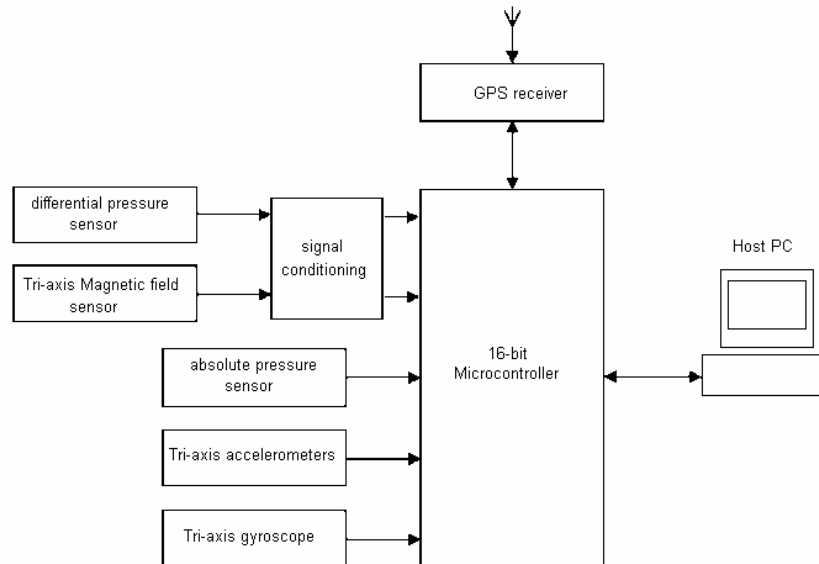 GPS receiver
differential pressure
sensor
signal
conditioning
Tri-axis Magnetic field
sensor
Host PC
absolute pressure
sensor
16-bit
Microcontroller
Tri-axis accelerometers
Tri-axis gyroscope